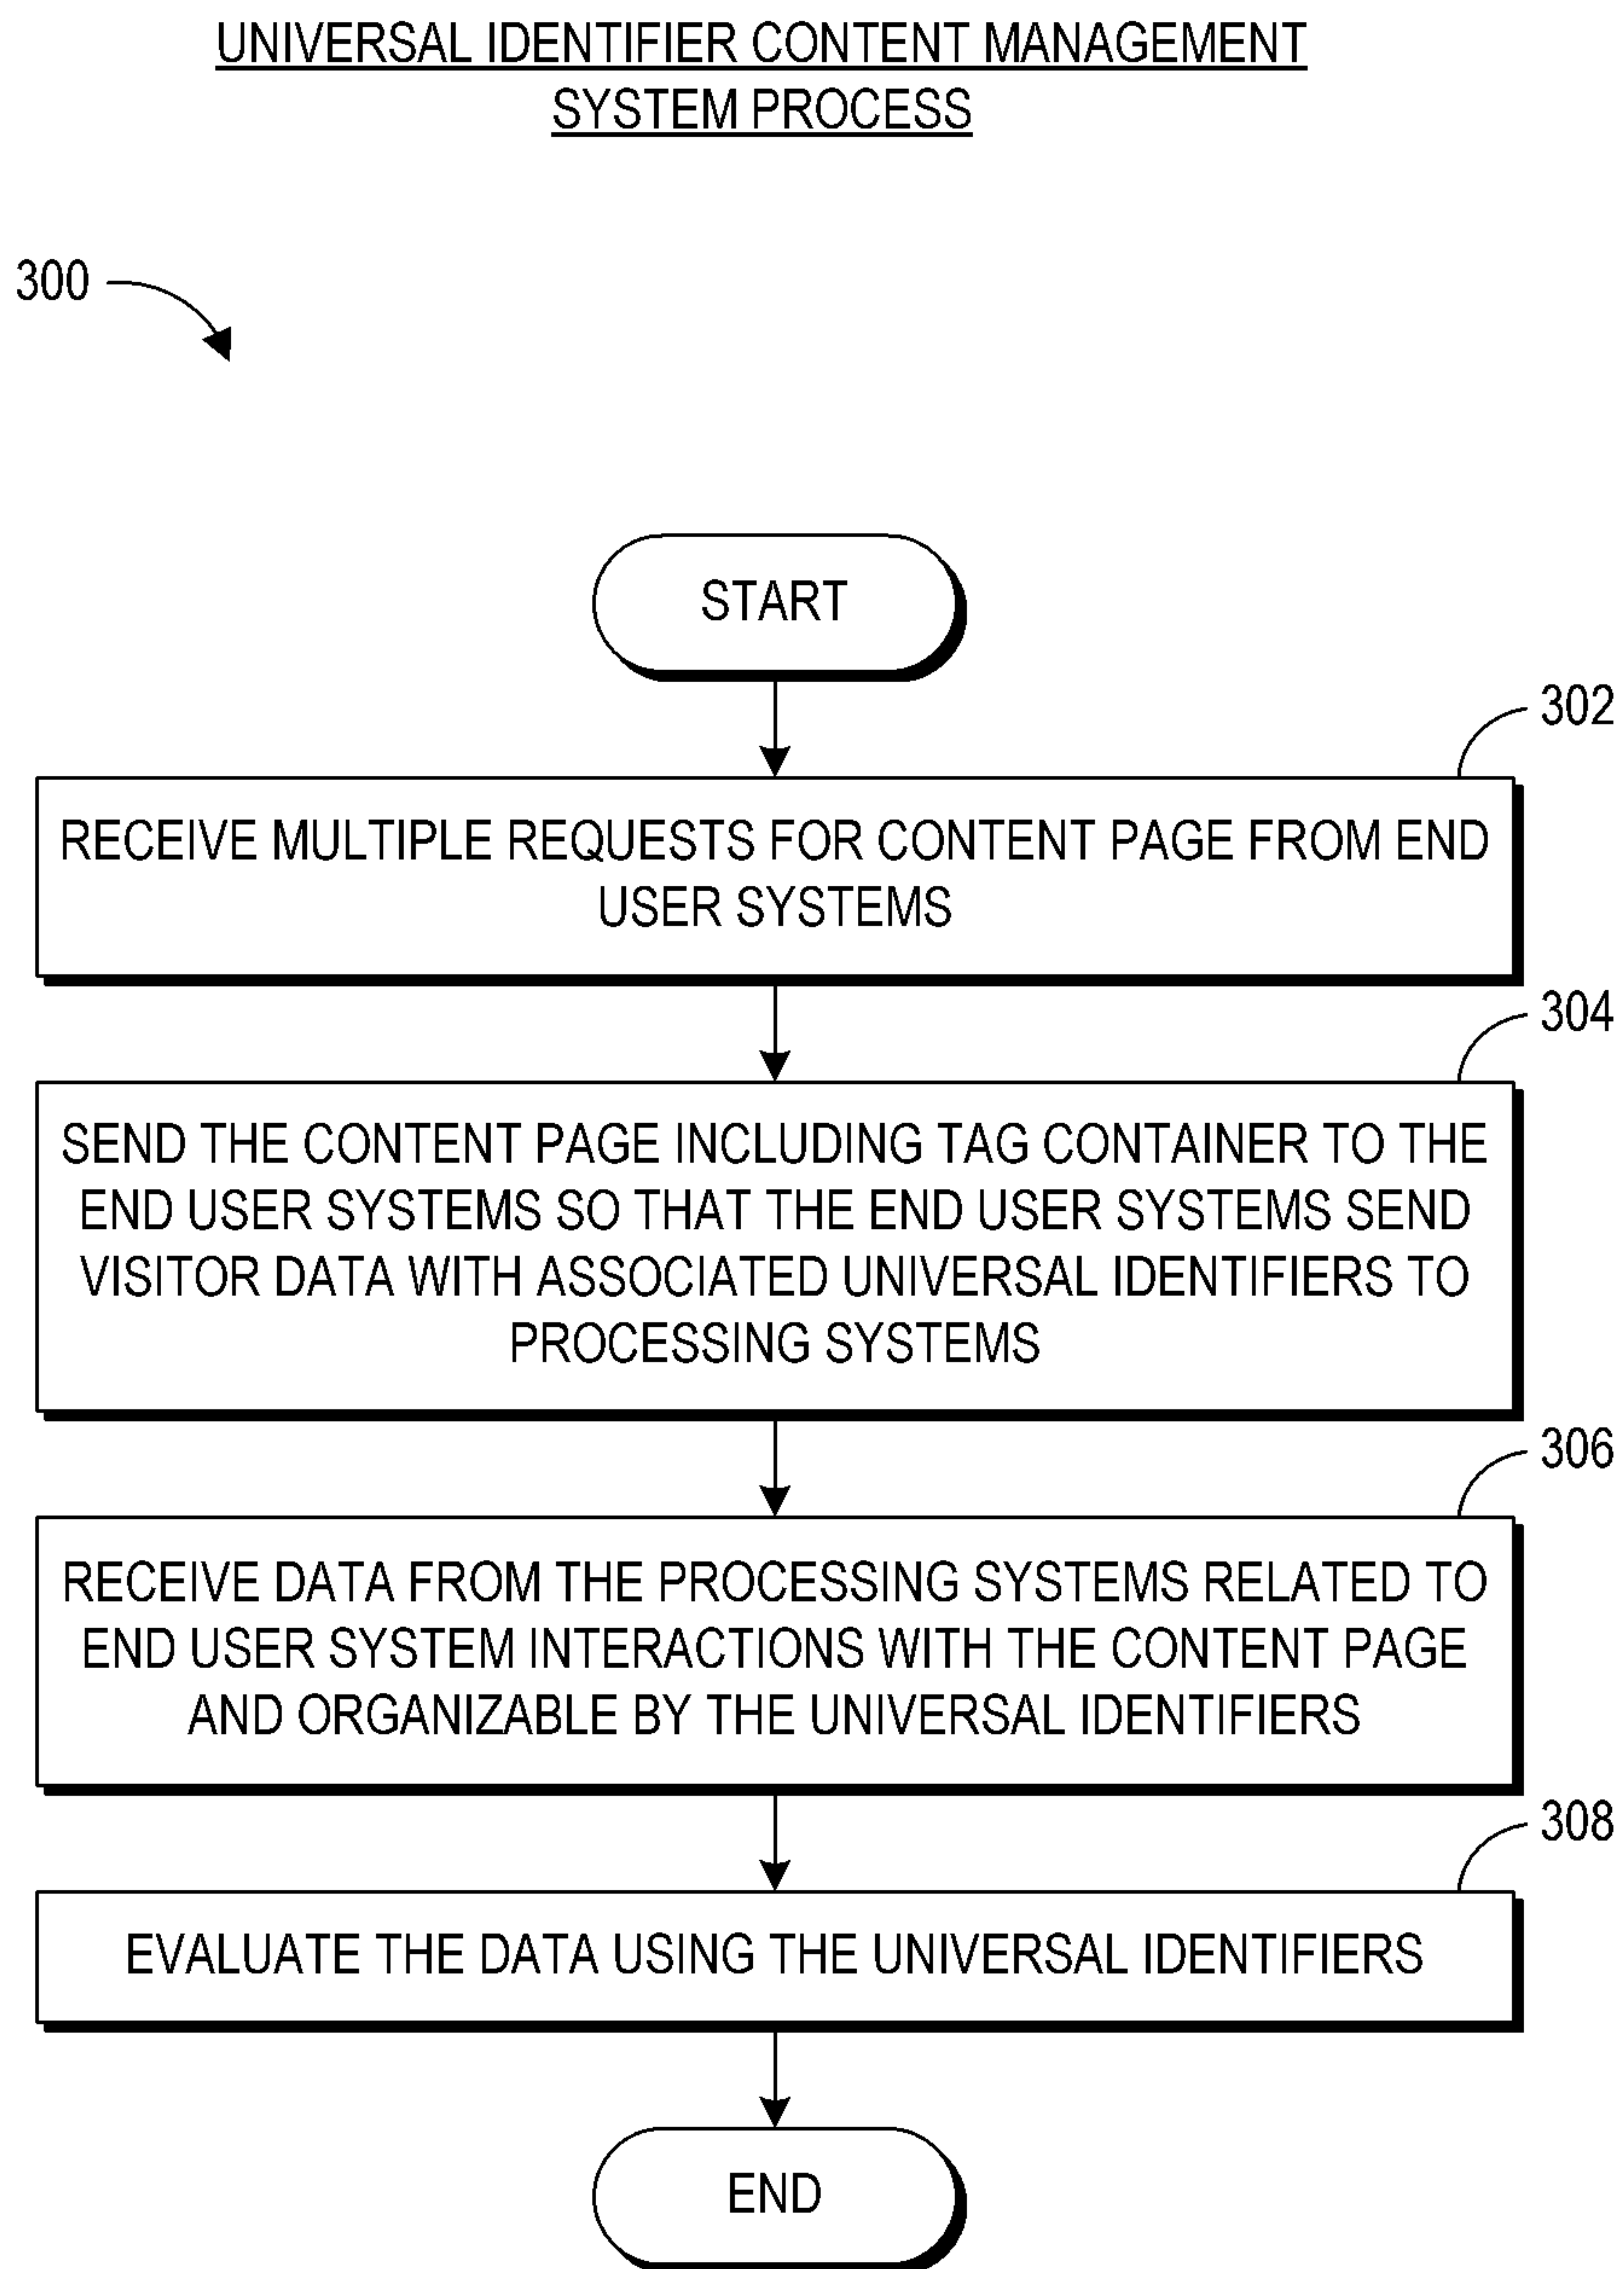 UNIVERSAL IDENTIFIER CONTENT MANAGEMENT
SYSTEM PROCESS
300
START
302
RECEIVE MULTIPLE REQUESTS FOR CONTENT PAGE FROM END
USER SYSTEMS
304
SEND THE CONTENT PAGE INCLUDING TAG CONTAINER TO THE
END USER SYSTEMS SO THAT THE END USER SYSTEMS SEND
VISITOR DATA WITH ASSOCIATED UNIVERSAL IDENTIFIERS TO
PROCESSING SYSTEMS
306
RECEIVE DATA FROM THE PROCESSING SYSTEMS RELATED TO
END USER SYSTEM INTERACTIONS WITH THE CONTENT PAGE
AND ORGANIZABLE BY THE UNIVERSAL IDENTIFIERS
308
EVALUATE THE DATA USING THE UNIVERSAL IDENTIFIERS
END